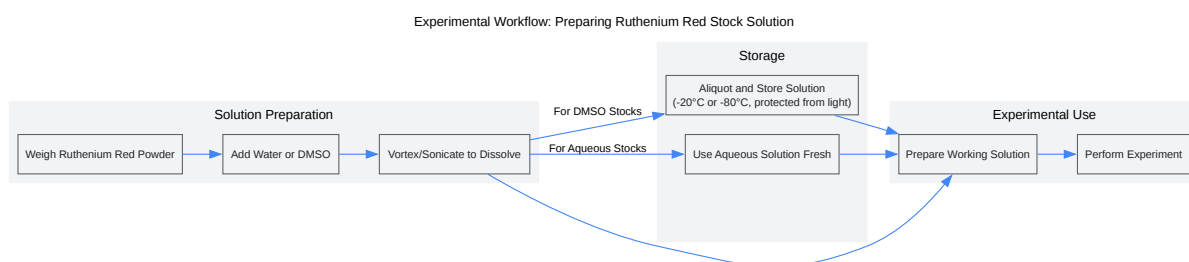 Experimental Workflow: Preparing Ruthenium Red Stock Solution
Solution Preparation
Weigh Ruthenium Red Powder
Add Water or DMSO
Vortex/Sonicate to Dissolve
For DMSO Stocks
For Aqueous Stocks
Storage
Aliquot and Store Solution
(-20°C or -80°C, protected from light)
Use Aqueous Solution Fresh
Experimental Use
Prepare Working Solution
Perform Experiment